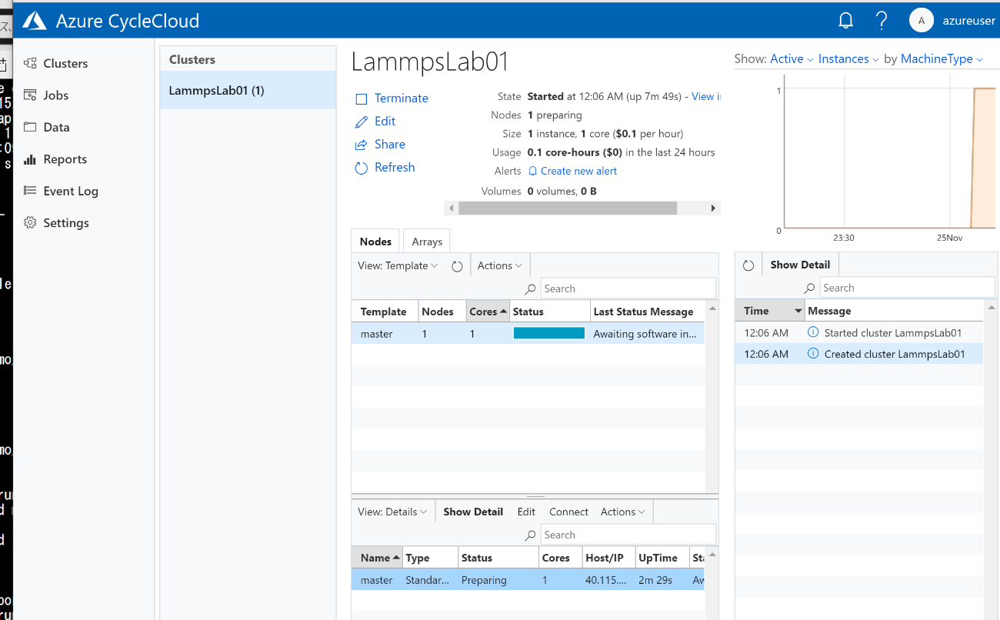 Azure CycleCloud
A
azureuser
Clusters
Jobs
Data
Reports
Event Log
Settings
Clusters
LammpsLab01 (1)
LammpsLab01
Terminate
Edit
Share
Refresh
State Started at 12:06 AM (up 7m 49s) - View i
Nodes 1 preparing
Size 1 instance, 1 core ($0.1 per hour)
Usage 0.1 core-hours ($0) in the last 24 hours
Alerts Create new alert
Volumes 0 volumes, 0 B
Show: Active Instances by MachineType
1
0
23:30 25Nov
Nodes Arrays
View: Template Actions
Search
Template Nodes Cores Status Last Status Message
master 1 1 Awaiting software in...
Show Detail
Search
Time Message
12:06 AM Started cluster LammpsLab01
12:06 AM Created cluster LammpsLab01
View: Details Show Detail Edit Connect Actions
Search
Name Type Status Cores Host/IP UpTime Sta
master Standar... Preparing 1 40.115.... 2m 29s Aw